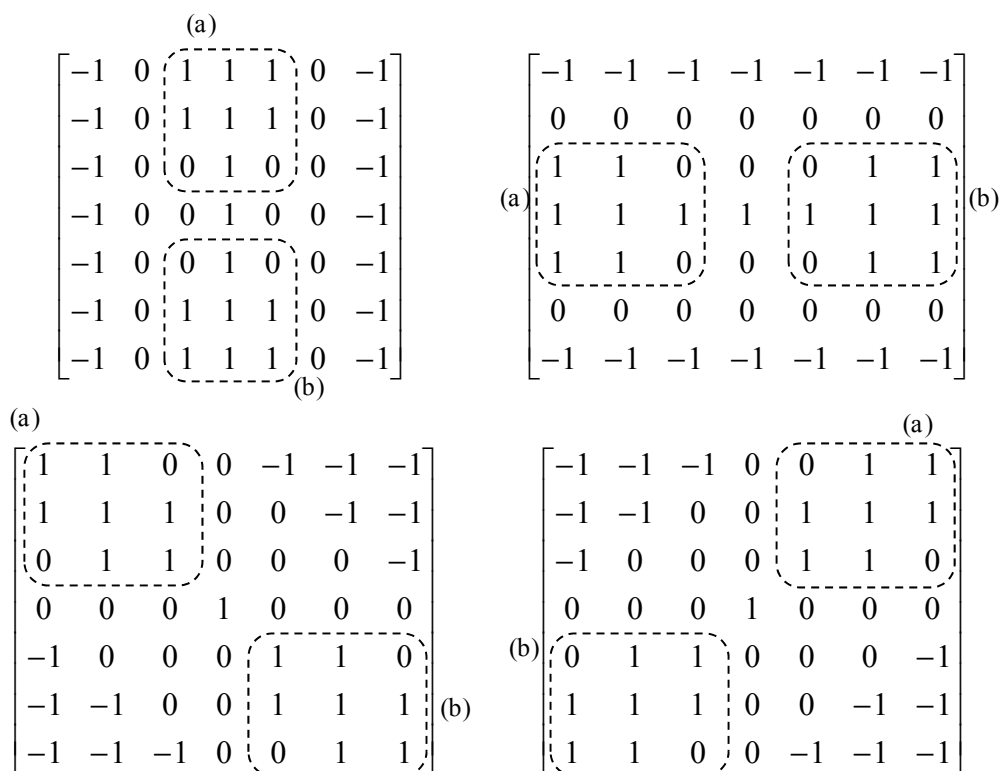 (a)
−1 0 1 1 1 0 −1
−1 0 1 1 1 0 −1
−1 0 0 1 0 0 −1
−1 0 0 1 0 0 −1
−1 0 0 1 0 0 −1
−1 0 1 1 1 0 −1
−1 0 1 1 1 0 −1
(b)
−1 −1 −1 −1 −1 −1 −1
0 0 0 0 0 0 0
1 1 0 0 0 1 1
(a) 1 1 1 1 1 1 1 (b)
1 1 0 0 0 1 1
0 0 0 0 0 0 0
−1 −1 −1 −1 −1 −1 −1
(a)
1 1 0 0 −1 −1 −1
1 1 1 0 0 −1 −1
0 1 1 0 0 0 −1
0 0 0 1 0 0 0
−1 0 0 0 1 1 0
−1 −1 0 0 1 1 1 (b)
−1 −1 −1 0 0 1 1
(a)
−1 −1 −1 0 0 1 1
−1 −1 0 0 1 1 1
−1 0 0 0 1 1 0
0 0 0 1 0 0 0
(b) 0 1 1 0 0 0 −1
1 1 1 0 0 −1 −1
1 1 0 0 −1 −1 −1